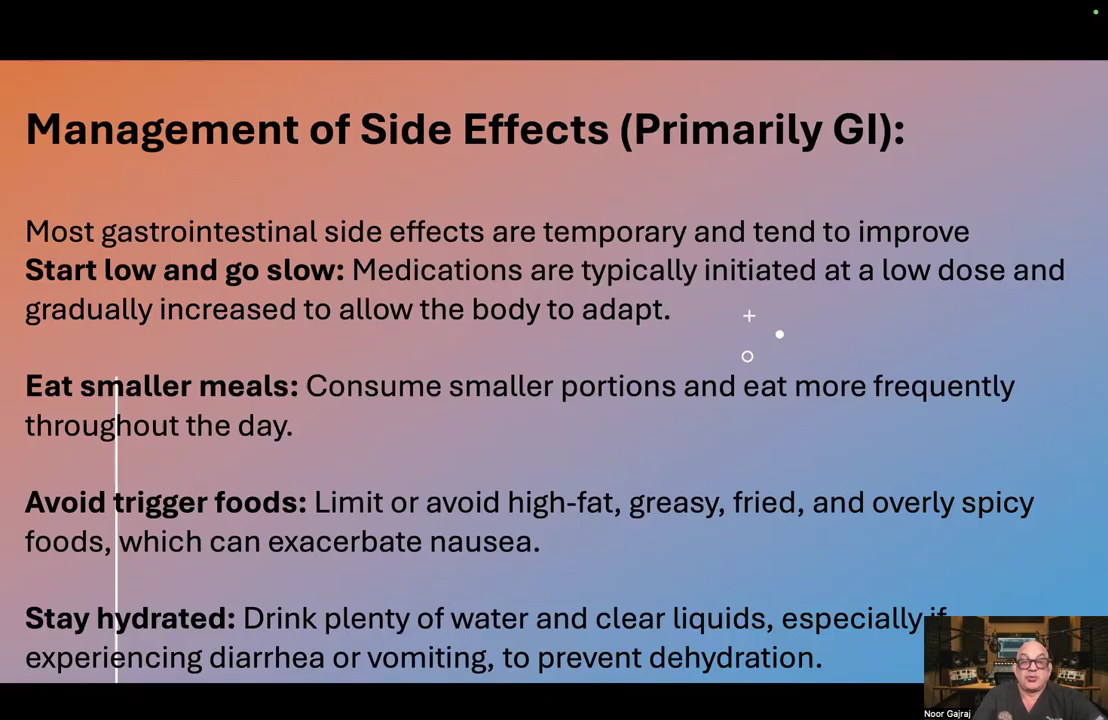 Management of Side Effects (Primarily GI):
Most gastrointestinal side effects are temporary and tend to improve
Start low and go slow: Medications are typically initiated at a low dose and
gradually increased to allow the body to adapt.
Eat smaller meals: Consume smaller portions and eat more frequently
throughout the day.
Avoid trigger foods: Limit or avoid high-fat, greasy, fried, and overly spicy
foods, which can exacerbate nausea.
Stay hydrated: Drink plenty of water and clear liquids, especially if
experiencing diarrhea or vomiting, to prevent dehydration.
Noor Gajraj